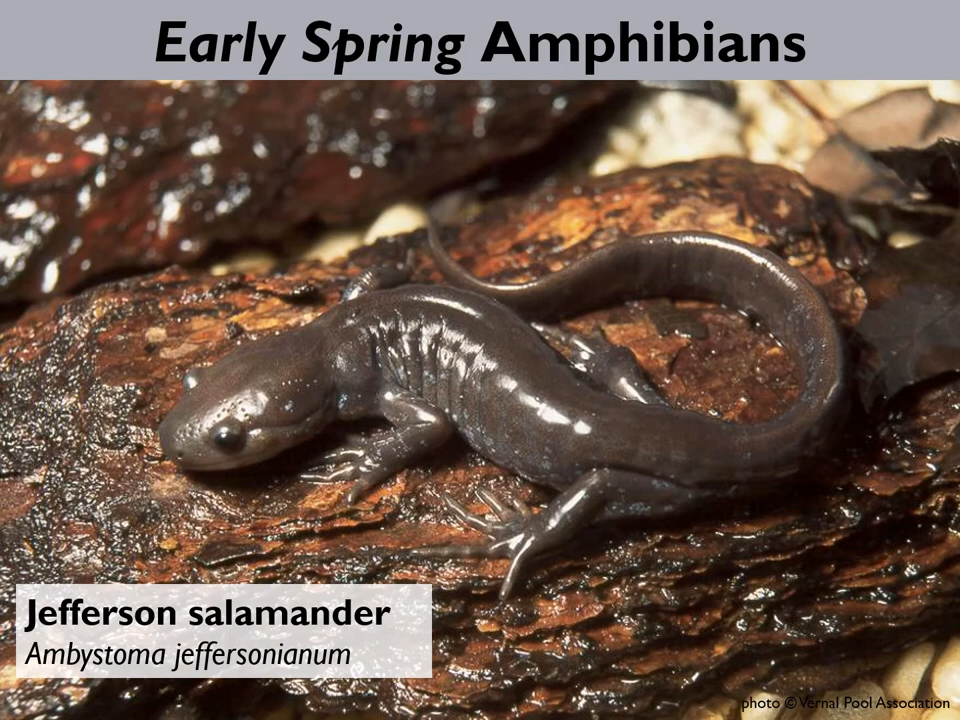 Early Spring Amphibians
Jefferson salamander
Ambystoma jeffersonianum
photo © Vernal Pool Association